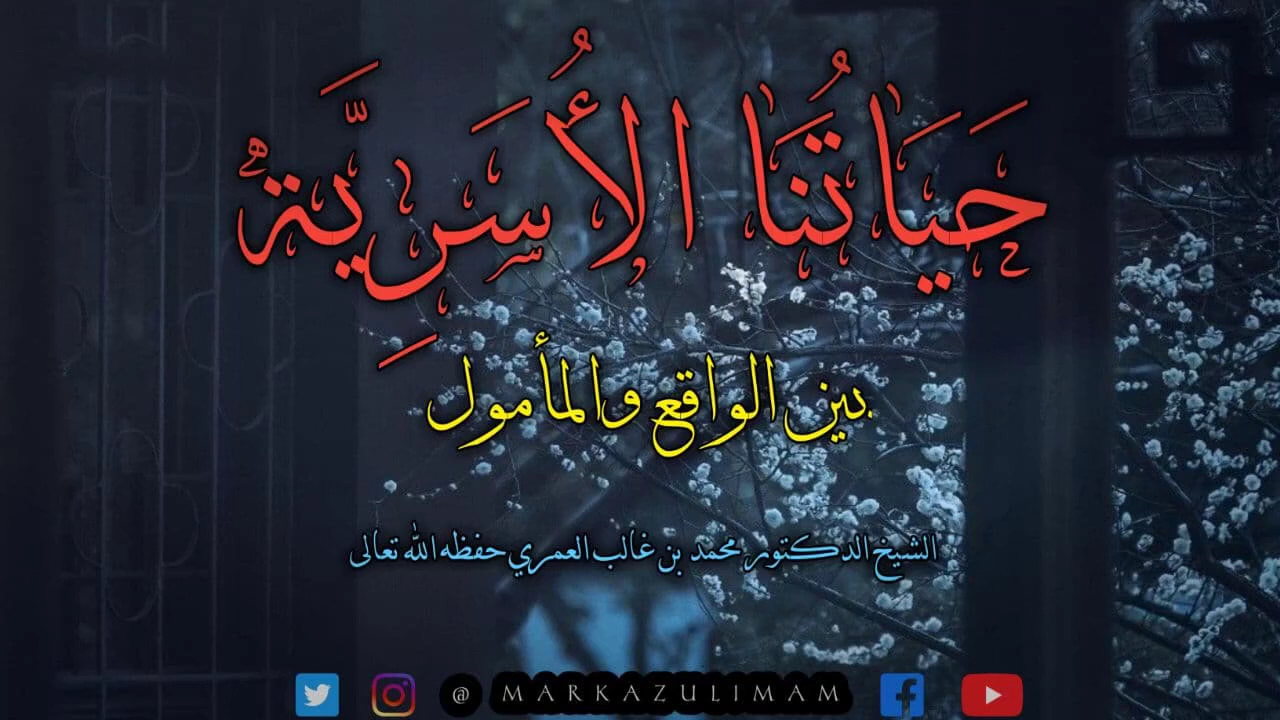 حَيَاتُنَا الأُسَرِيَّةُ
بين الواقع والمأمول
الشيخ الدكتور محمد بن غالب العمري حفظه الله تعالى
@ MARKAZULIMAM